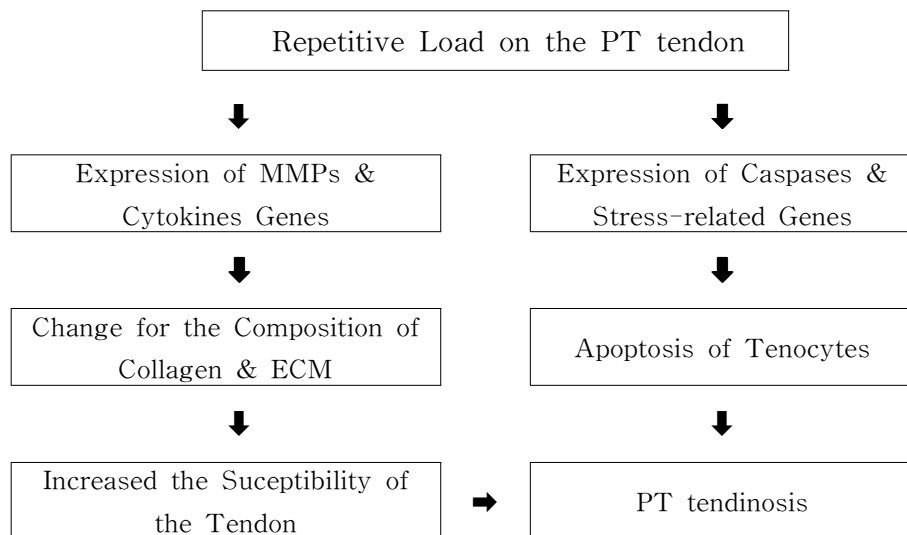 Repetitive Load on the PT tendon
Expression of MMPs &
Cytokines Genes
Expression of Caspases &
Stress-related Genes
Change for the Composition of
Collagen & ECM
Apoptosis of Tenocytes
Increased the Suceptibility of
the Tendon
PT tendinosis